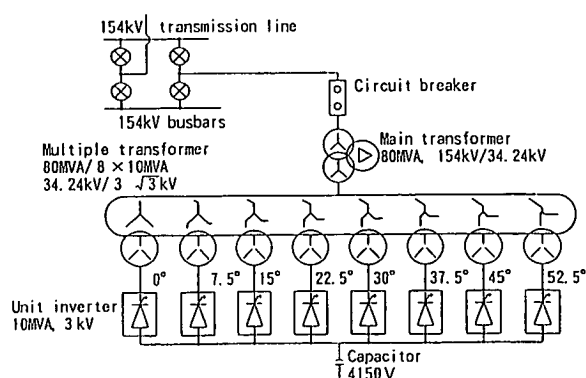 154kV transmission line
Circuit breaker
154kV busbars
Main transformer
80MVA, 154kV/34.24kV
Multiple transformer
80MVA/ 8 × 10MVA
34.24kV/ 3 √3 kV
0° 7.5° 15° 22.5° 30° 37.5° 45° 52.5°
Unit inverter
10MVA, 3 kV
Capacitor
4150 V